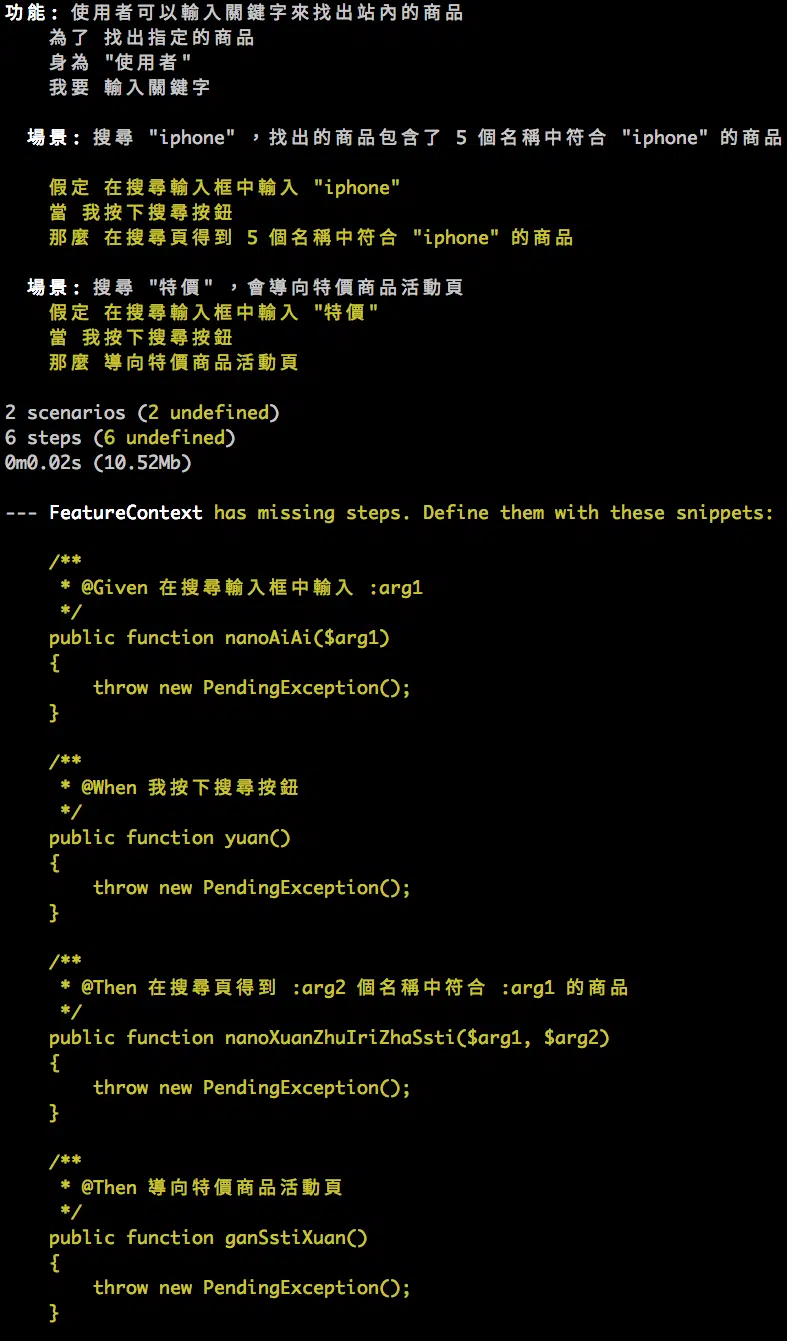 功能: 使用者可以輸入關鍵字來找出站內的商品
為了 找出指定的商品
身為 "使用者"
我要 輸入關鍵字
場景: 搜尋 "iphone" ，找出的商品包含了 5 個名稱中符合 "iphone" 的商品
假定 在搜尋輸入框中輸入 "iphone"
當 我按下搜尋按鈕
那麼 在搜尋頁得到 5 個名稱中符合 "iphone" 的商品
場景: 搜尋 "特價" ，會導向特價商品活動頁
假定 在搜尋輸入框中輸入 "特價"
當 我按下搜尋按鈕
那麼 導向特價商品活動頁
2 scenarios (2 undefined)
6 steps (6 undefined)
0m0.02s (10.52Mb)
--- FeatureContext has missing steps. Define them with these snippets:
/**
* @Given 在搜尋輸入框中輸入 :arg1
*/
public function nanoAiAi($arg1)
{
throw new PendingException();
}
/**
* @When 我按下搜尋按鈕
*/
public function yuan()
{
throw new PendingException();
}
/**
* @Then 在搜尋頁得到 :arg2 個名稱中符合 :arg1 的商品
*/
public function nanoXuanZhuIriZhaSsti($arg1, $arg2)
{
throw new PendingException();
}
/**
* @Then 導向特價商品活動頁
*/
public function ganSstiXuan()
{
throw new PendingException();
}